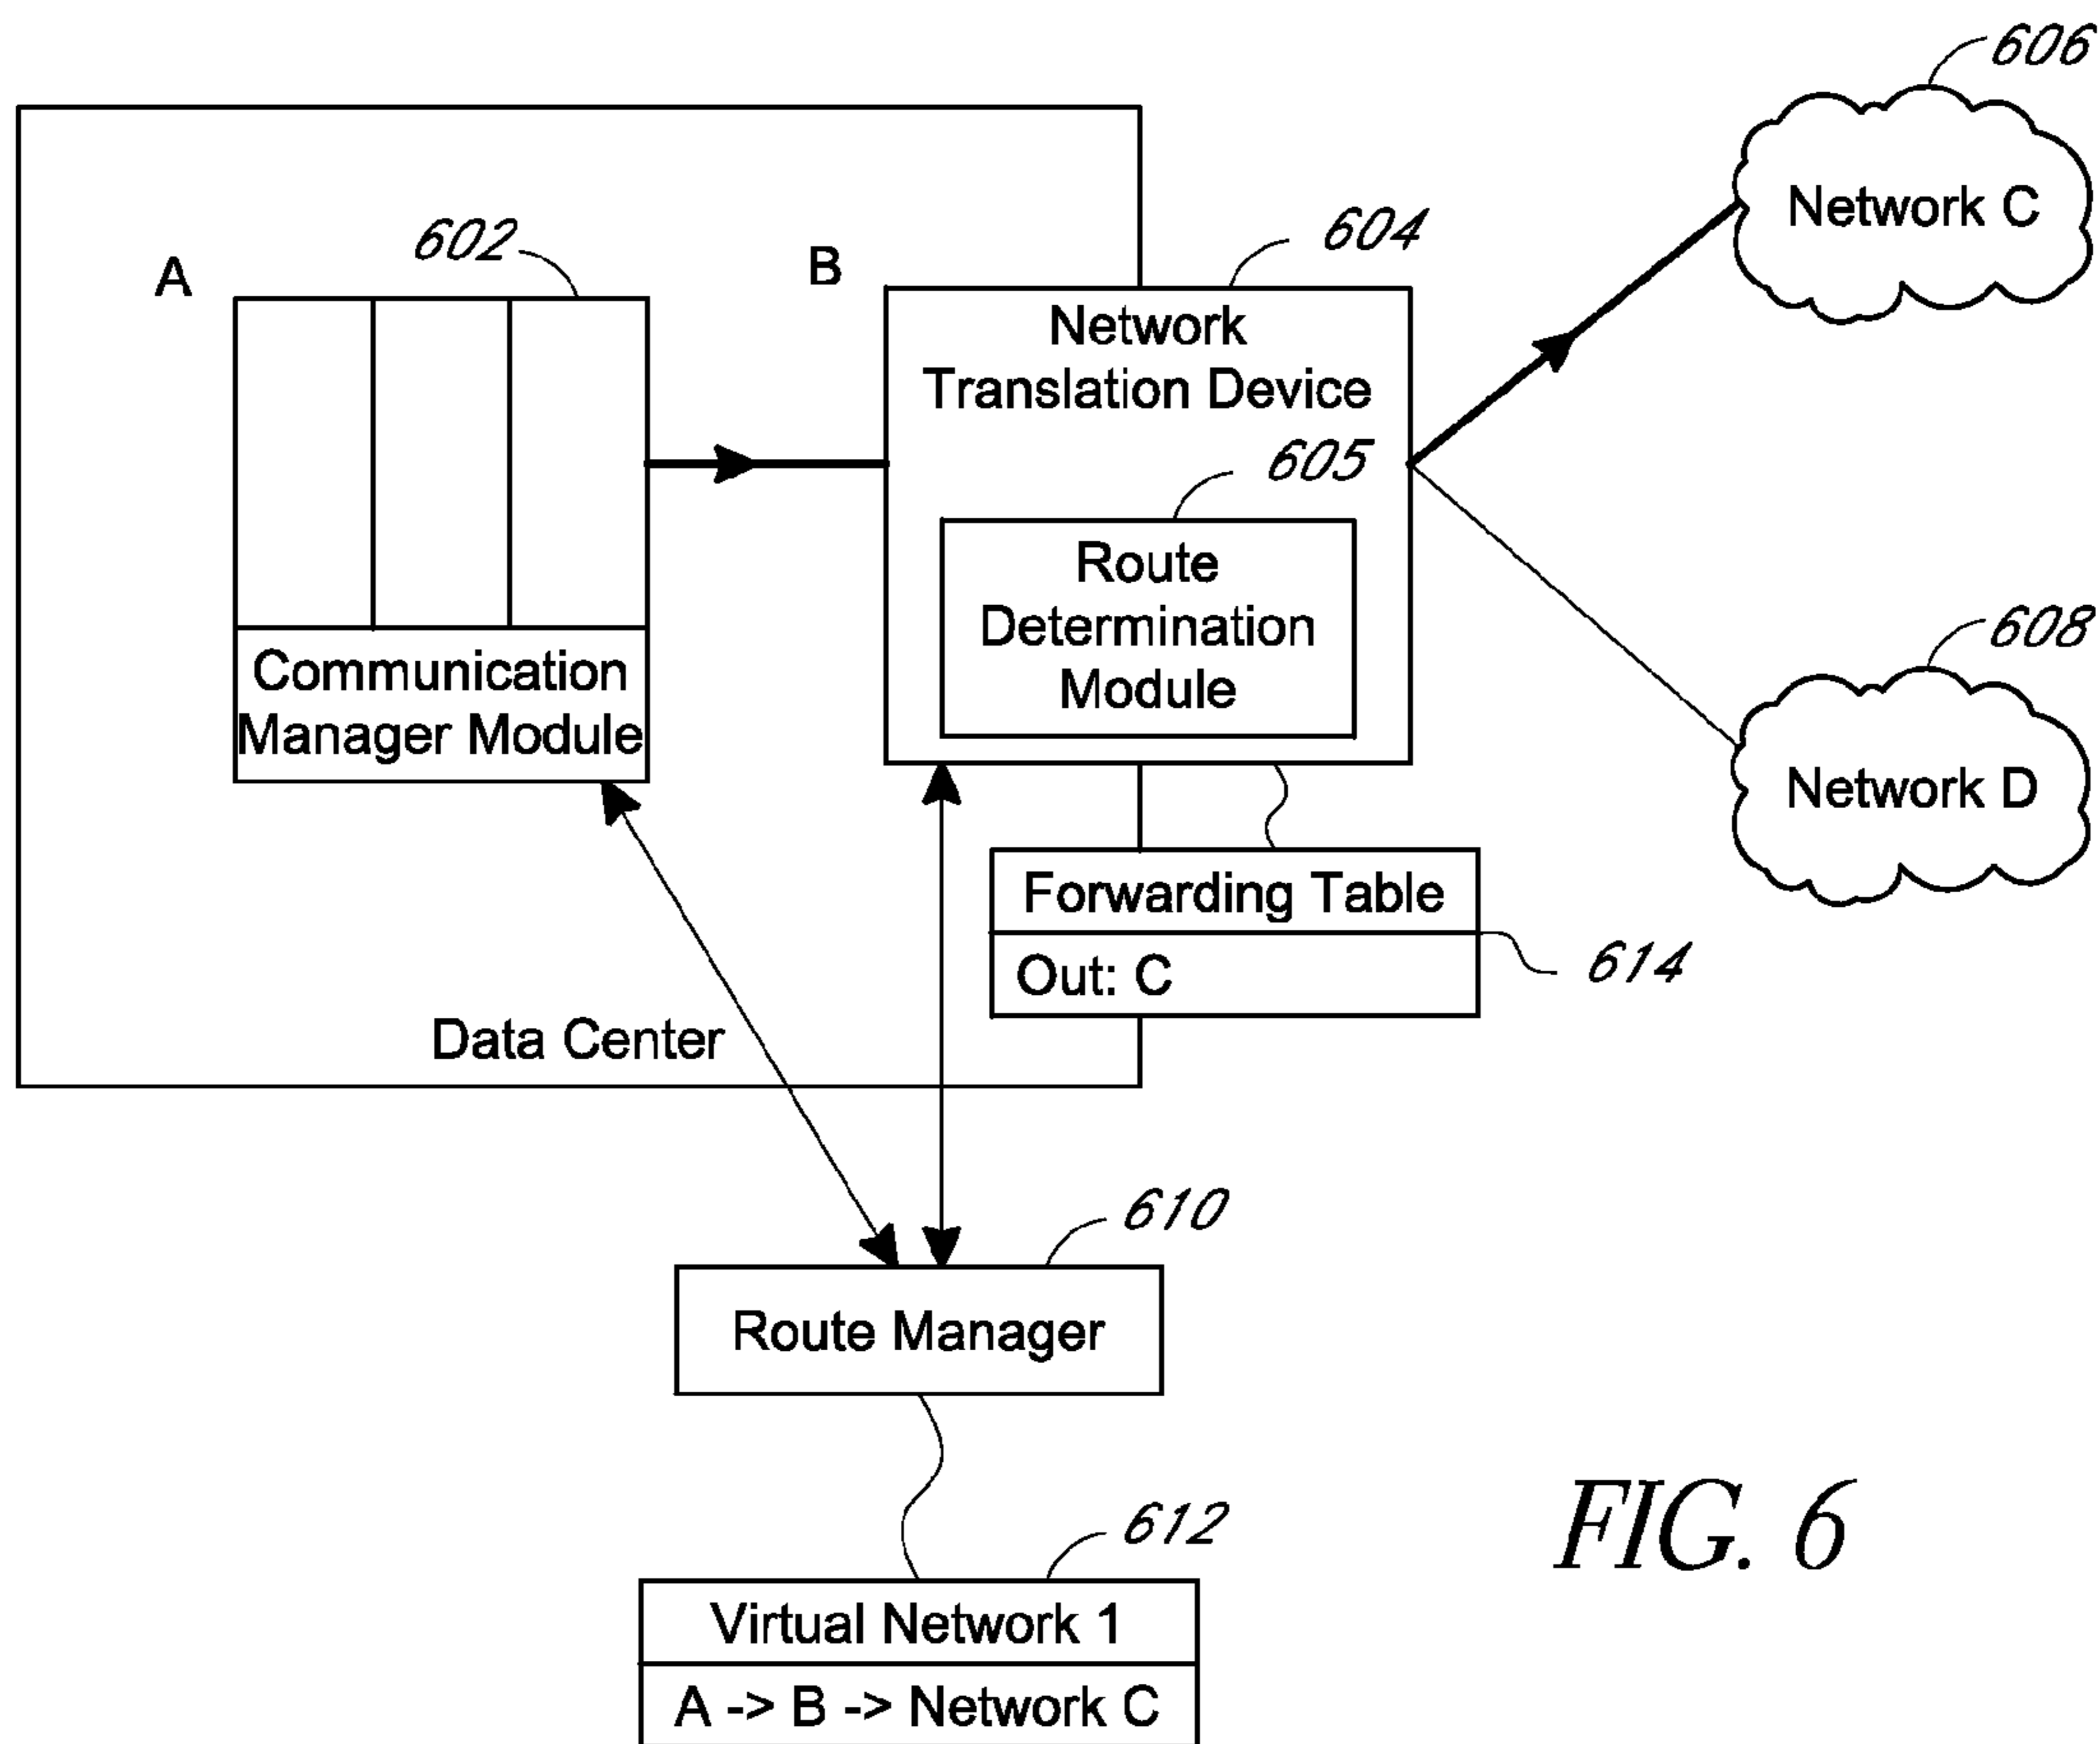 606
Network C
602
A
B
604
Network
Translation Device
605
Route
Determination
Module
Communication
Manager Module
608
Network D
Forwarding Table
Out: C
614
Data Center
610
Route Manager
612
Virtual Network 1
A -> B -> Network C
FIG. 6